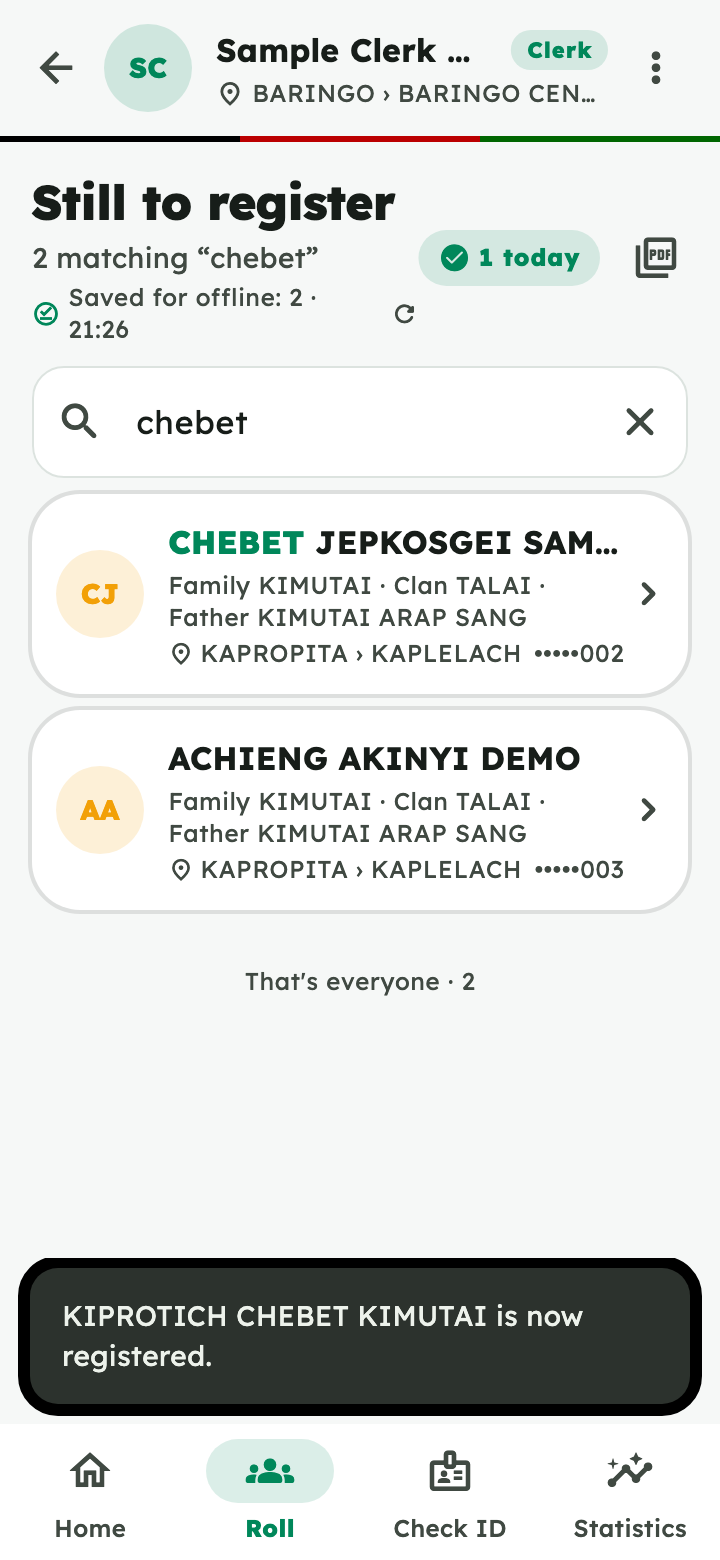 SC
Sample Clerk ...
Clerk
BARINGO › BARINGO CEN...
Still to register
2 matching “chebet”
1 today
PDF
Saved for offline: 2 ·
21:26
chebet
CJ
CHEBET JEPKOSGEI SAM...
Family KIMUTAI · Clan TALAI ·
Father KIMUTAI ARAP SANG
KAPROPITA › KAPLELACH •••••002
AA
ACHIENG AKINYI DEMO
Family KIMUTAI · Clan TALAI ·
Father KIMUTAI ARAP SANG
KAPROPITA › KAPLELACH •••••003
That's everyone · 2
KIPROTICH CHEBET KIMUTAI is now
registered.
Home
Roll
Check ID
Statistics